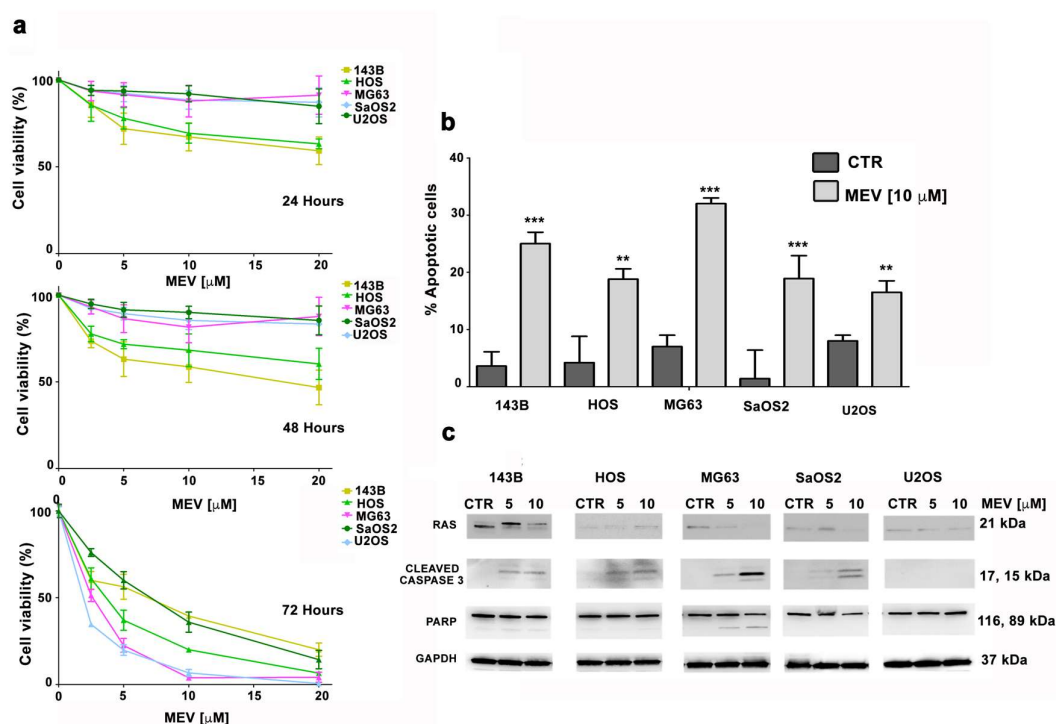 a
100
50
0
Cell viability (%)
0 5 10 15 20
MEV [μM]
24 Hours
143B
HOS
MG63
SaOS2
U2OS
100
50
0
Cell viability (%)
0 5 10 15 20
MEV [μM]
48 Hours
143B
HOS
MG63
SaOS2
U2OS
100
50
0
Cell viability (%)
0 5 10 15 20
MEV [μM]
72 Hours
143B
HOS
MG63
SaOS2
U2OS
b
40
30
20
10
0
% Apoptotic cells
CTR
MEV [10 μM]
*** ** *** *** **
143B HOS MG63 SaOS2 U2OS
c
143B HOS MG63 SaOS2 U2OS
CTR 5 10 CTR 5 10 CTR 5 10 CTR 5 10 CTR 5 10 MEV [μM]
RAS 21 kDa
CLEAVED
CASPASE 3 17, 15 kDa
PARP 116, 89 kDa
GAPDH 37 kDa